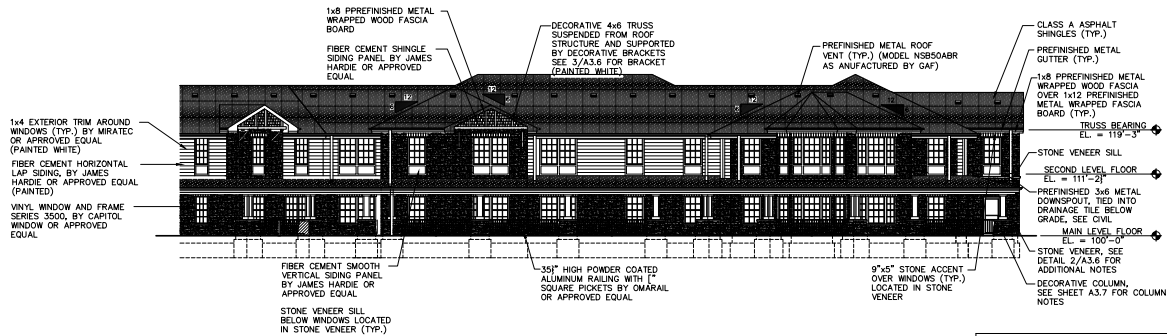 1x8 PPREFINISHED METAL
WRAPPED WOOD FASCIA
BOARD
FIBER CEMENT SHINGLE
SIDING PANEL BY JAMES
HARDIE OR APPROVED
EQUAL
DECORATIVE 4x6 TRUSS
SUSPENDED FROM ROOF
STRUCTURE AND SUPPORTED
BY DECORATIVE BRACKETS
SEE 3/A3.6 FOR BRACKET
(PAINTED WHITE)
PREFINISHED METAL ROOF
VENT (TYP.) (MODEL NSB50ABR
AS ANUFACTURED BY GAF)
CLASS A ASPHALT
SHINGLES (TYP.)
PREFINISHED METAL
GUTTER (TYP.)
1x8 PPREFINISHED METAL
WRAPPED WOOD FASCIA
OVER 1x12 PREFINISHED
METAL WRAPPED FASCIA
BOARD (TYP.)
TRUSS BEARING
EL. = 119'-3"
STONE VENEER SILL
SECOND LEVEL FLOOR
EL. = 111'-2⅛"
PREFINISHED 3x6 METAL
DOWNSPOUT, TIED INTO
DRAINAGE TILE BELOW
GRADE, SEE CIVIL
MAIN LEVEL FLOOR
EL. = 100'-0"
STONE VENEER, SEE
DETAIL 2/A3.6 FOR
ADDITIONAL NOTES
DECORATIVE COLUMN,
SEE SHEET A3.7 FOR COLUMN
NOTES
1x4 EXTERIOR TRIM AROUND
WINDOWS (TYP.) BY MIRATEC
OR APPROVED EQUAL
(PAINTED WHITE)
FIBER CEMENT HORIZONTAL
LAP SIDING, BY JAMES
HARDIE OR APPROVED EQUAL
(PAINTED)
VINYL WINDOW AND FRAME
SERIES 3500, BY CAPITOL
WINDOW OR APPROVED
EQUAL
12
12
12
12
FIBER CEMENT SMOOTH
VERTICAL SIDING PANEL
BY JAMES HARDIE OR
APPROVED EQUAL
STONE VENEER SILL
BELOW WINDOWS LOCATED
IN STONE VENEER (TYP.)
HIGH POWDER COATED
ALUMINUM RAILING WITH
SQUARE PICKETS BY OMARAIL
OR APPROVED EQUAL
9"x5" STONE ACCENT
OVER WINDOWS (TYP.)
LOCATED IN STONE
VENEER